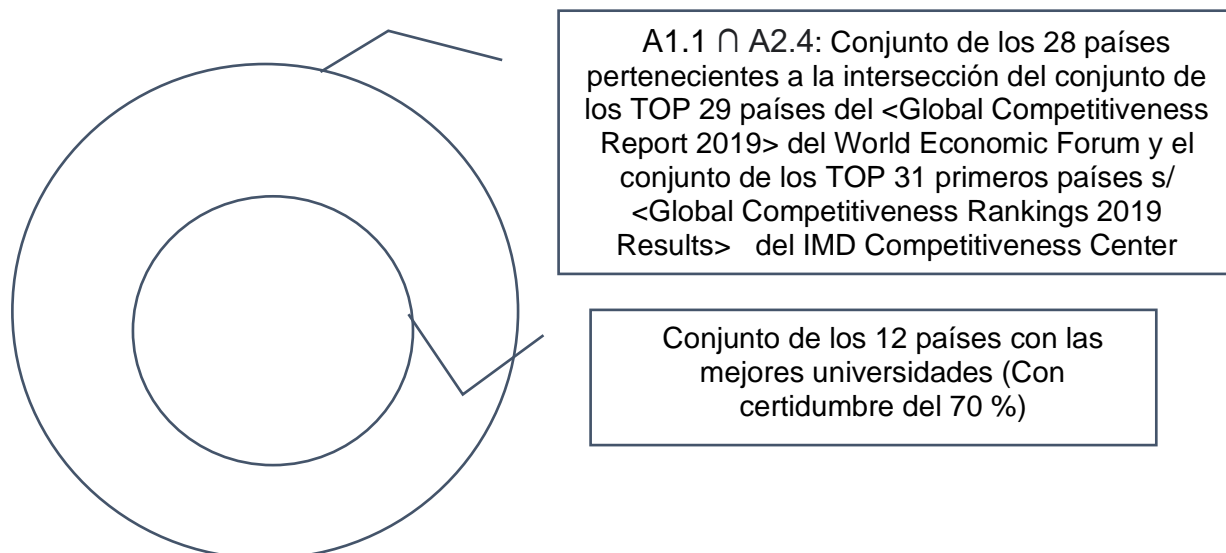 A1.1 ∩ A2.4: Conjunto de los 28 países
pertenecientes a la intersección del conjunto de
los TOP 29 países del <Global Competitiveness
Report 2019> del World Economic Forum y el
conjunto de los TOP 31 primeros países s/
<Global Competitiveness Rankings 2019
Results> del IMD Competitiveness Center
Conjunto de los 12 países con las
mejores universidades (Con
certidumbre del 70 %)